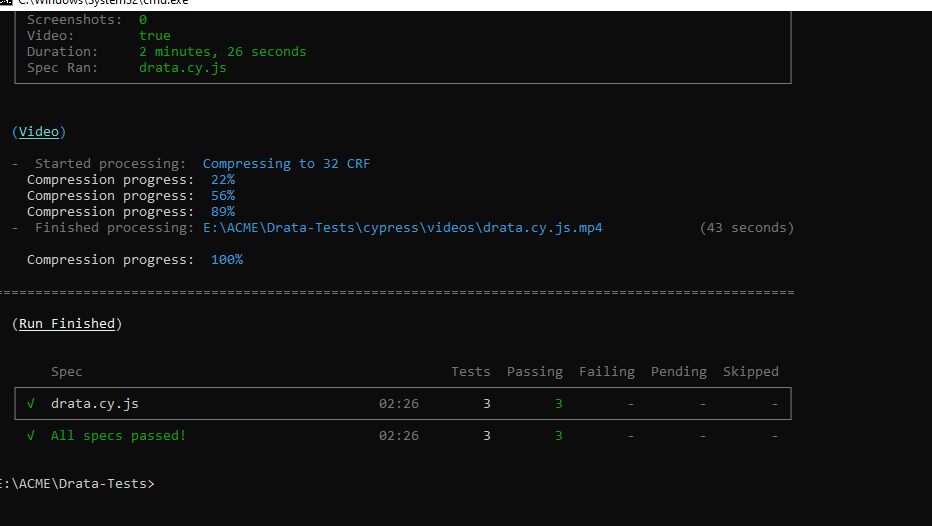 C:\Windows\System32\cmd.exe
Screenshots: 0
Video: true
Duration: 2 minutes, 26 seconds
Spec Ran: drata.cy.js
(Video)
- Started processing: Compressing to 32 CRF
Compression progress: 22%
Compression progress: 56%
Compression progress: 89%
- Finished processing: E:\ACME\Drata-Tests\cypress\videos\drata.cy.js.mp4 (43 seconds)
Compression progress: 100%
====================================================================================================
(Run Finished)
Spec Tests Passing Failing Pending Skipped
√ drata.cy.js 02:26 3 3 - - -
√ All specs passed! 02:26 3 3 - - -
E:\ACME\Drata-Tests>